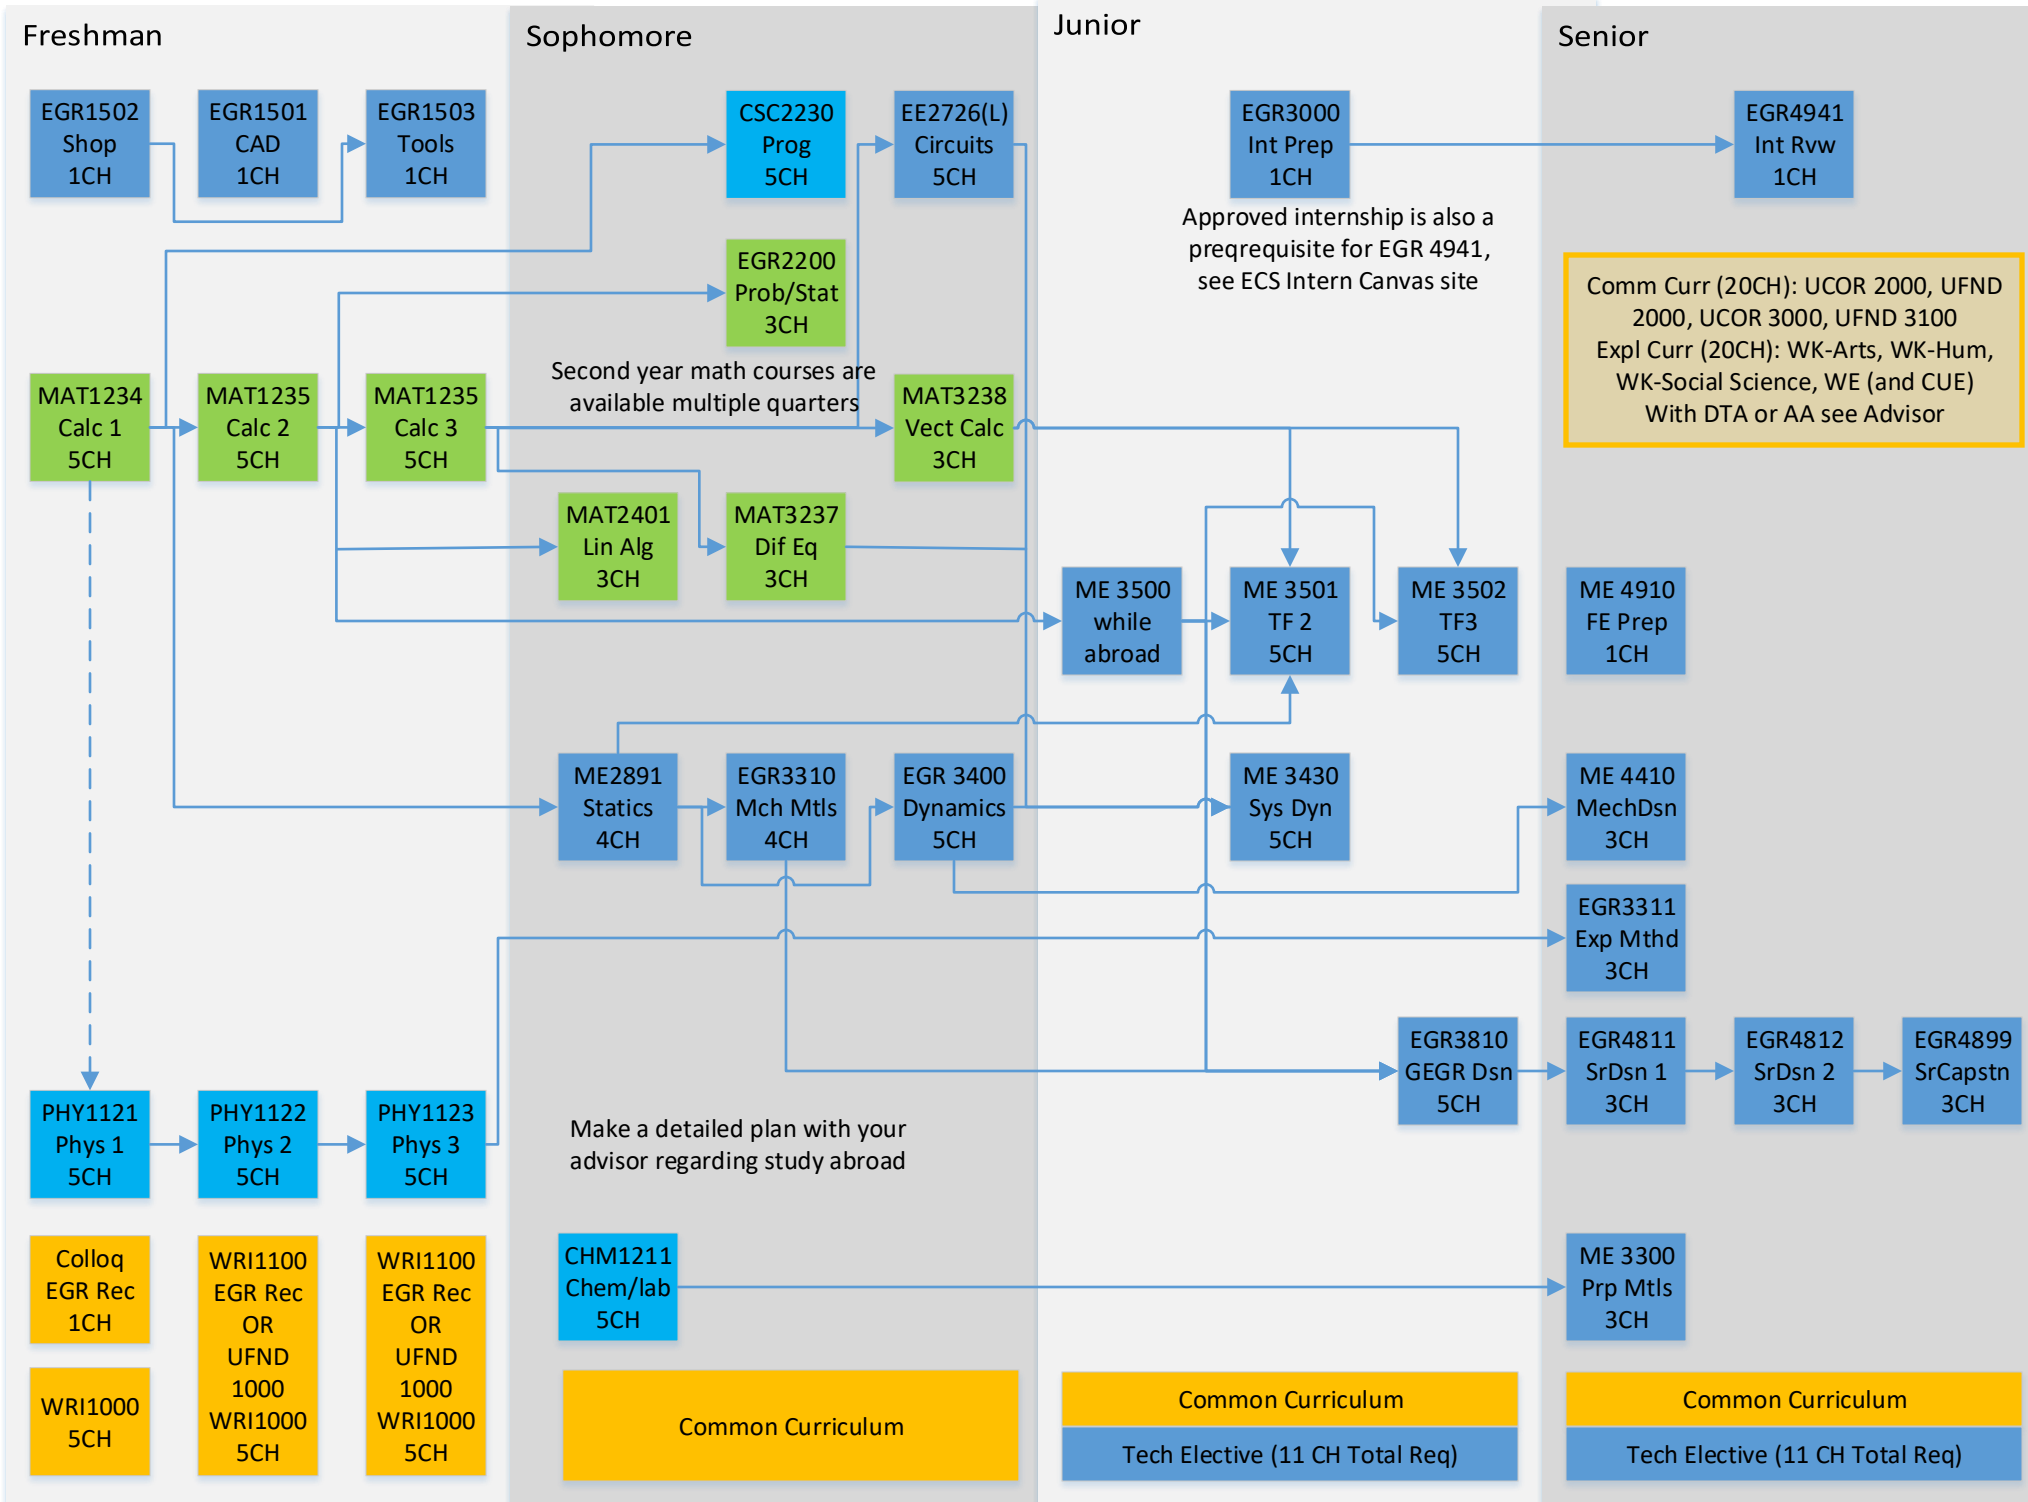 Freshman
Sophomore
Junior
Senior
EGR1502
Shop
1CH
EGR1501
CAD
1CH
EGR1503
Tools
1CH
CSC2230
Prog
5CH
EE2726(L)
Circuits
5CH
EGR3000
Int Prep
1CH
EGR4941
Int Rvw
1CH
Approved internship is also a
preqrequisite for EGR 4941,
see ECS Intern Canvas site
EGR2200
Prob/Stat
3CH
Comm Curr (20CH): UCOR 2000, UFND
2000, UCOR 3000, UFND 3100
Expl Curr (20CH): WK-Arts, WK-Hum,
WK-Social Science, WE (and CUE)
With DTA or AA see Advisor
MAT1234
Calc 1
5CH
MAT1235
Calc 2
5CH
MAT1235
Calc 3
5CH
Second year math courses are
available multiple quarters
MAT3238
Vect Calc
3CH
MAT2401
Lin Alg
3CH
MAT3237
Dif Eq
3CH
ME 3500
while
abroad
ME 3501
TF 2
5CH
ME 3502
TF3
5CH
ME 4910
FE Prep
1CH
ME2891
Statics
4CH
EGR3310
Mch Mtls
4CH
EGR 3400
Dynamics
5CH
ME 3430
Sys Dyn
5CH
ME 4410
MechDsn
3CH
EGR3311
Exp Mthd
3CH
EGR3810
GEGR Dsn
5CH
EGR4811
SrDsn 1
3CH
EGR4812
SrDsn 2
3CH
EGR4899
SrCapstn
3CH
PHY1121
Phys 1
5CH
PHY1122
Phys 2
5CH
PHY1123
Phys 3
5CH
Make a detailed plan with your
advisor regarding study abroad
Colloq
EGR Rec
1CH
WRI1000
5CH
WRI1100
EGR Rec
OR
UFND
1000
WRI1000
5CH
WRI1100
EGR Rec
OR
UFND
1000
WRI1000
5CH
CHM1211
Chem/lab
5CH
ME 3300
Prp Mtls
3CH
Common Curriculum
Common Curriculum
Tech Elective (11 CH Total Req)
Common Curriculum
Tech Elective (11 CH Total Req)